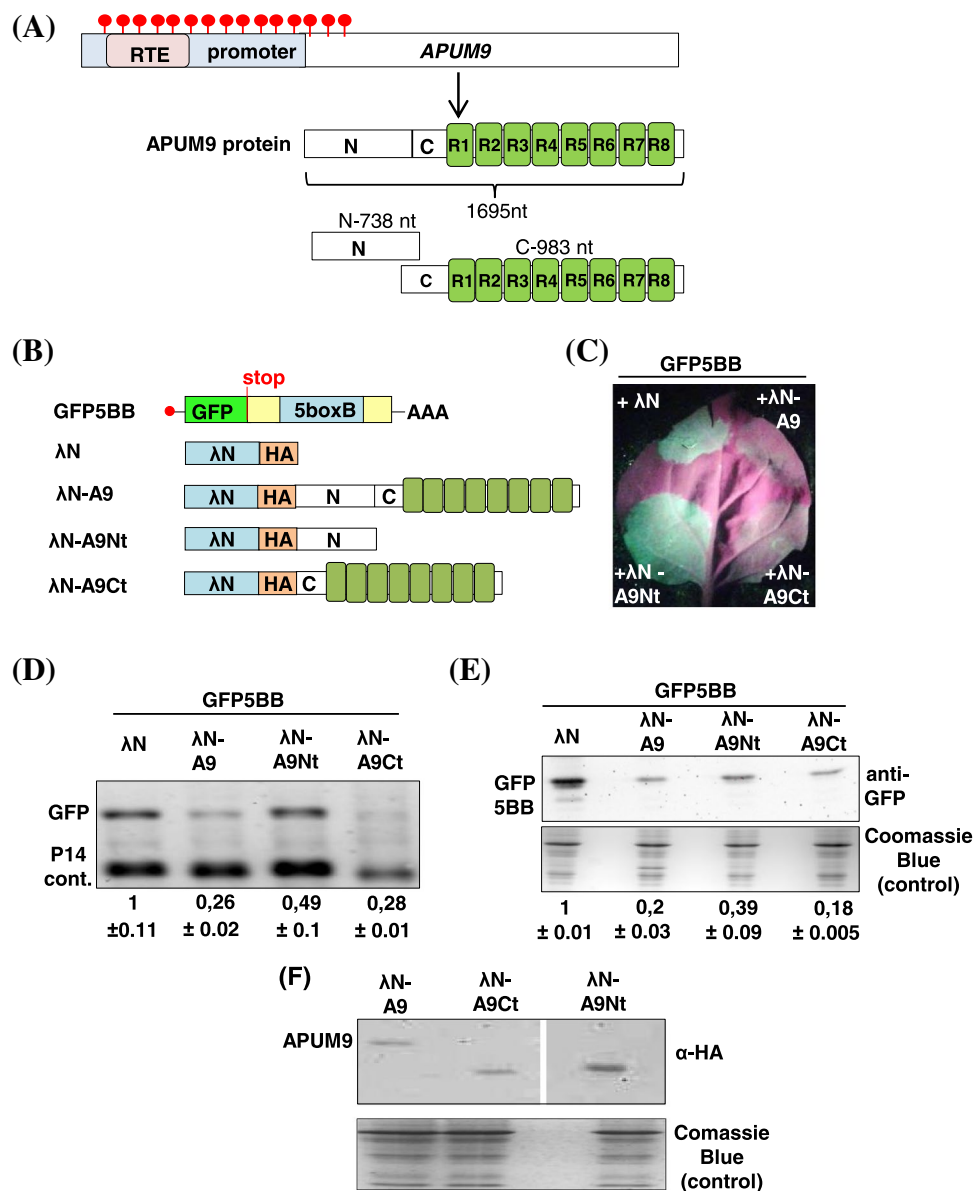 (A)
RTE promoter APUM9
APUM9 protein N C R1 R2 R3 R4 R5 R6 R7 R8
1695nt
N-738 nt
N
C-983 nt
C R1 R2 R3 R4 R5 R6 R7 R8
(B)
stop
GFP5BB GFP 5boxB AAA
λN λN HA
λN-A9 λN HA N C
λN-A9Nt λN HA N
λN-A9Ct λN HA C
(C)
GFP5BB
+ λN
+λN-
A9
+λN -
A9Nt
+λN-
A9Ct
(D)
GFP5BB
λN λN- λN- λN-
A9 A9Nt A9Ct
GFP
P14
cont.
1 0,26 0,49 0,28
±0.11 ± 0.02 ± 0.1 ± 0.01
(E)
GFP5BB
λN λN- λN- λN-
A9 A9Nt A9Ct
GFP
5BB
anti-
GFP
Coomassie
Blue
(control)
1 0,2 0,39 0,18
± 0.01 ± 0.03 ± 0.09 ± 0.005
(F)
λN- λN- λN-
A9 A9Ct A9Nt
APUM9 α-HA
Comassie
Blue
(control)